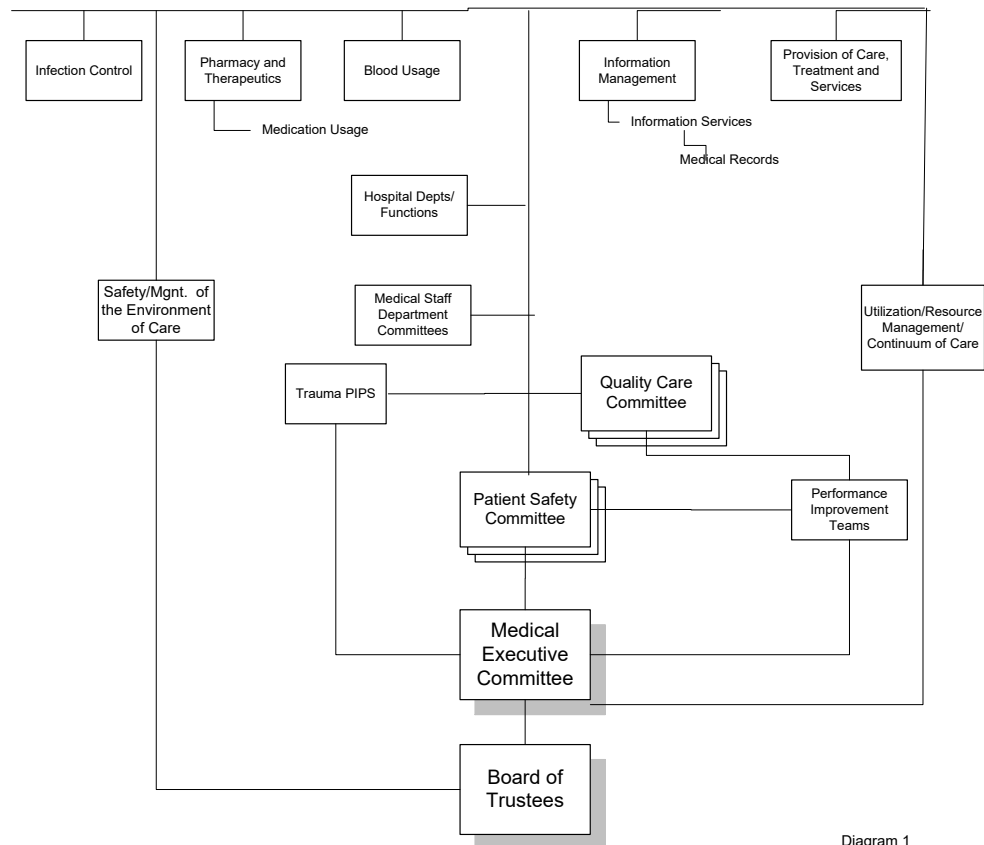 Infection Control
Pharmacy and
Therapeutics
Blood Usage
Information
Management
Provision of Care,
Treatment and
Services
Medication Usage
Information Services
Medical Records
Hospital Depts/
Functions
Safety/Mgnt. of
the Environment
of Care
Medical Staff
Department
Committees
Utilization/Resource
Management/
Continuum of Care
Trauma PIPS
Quality Care
Committee
Patient Safety
Committee
Performance
Improvement
Teams
Medical
Executive
Committee
Board of
Trustees
Diagram 1